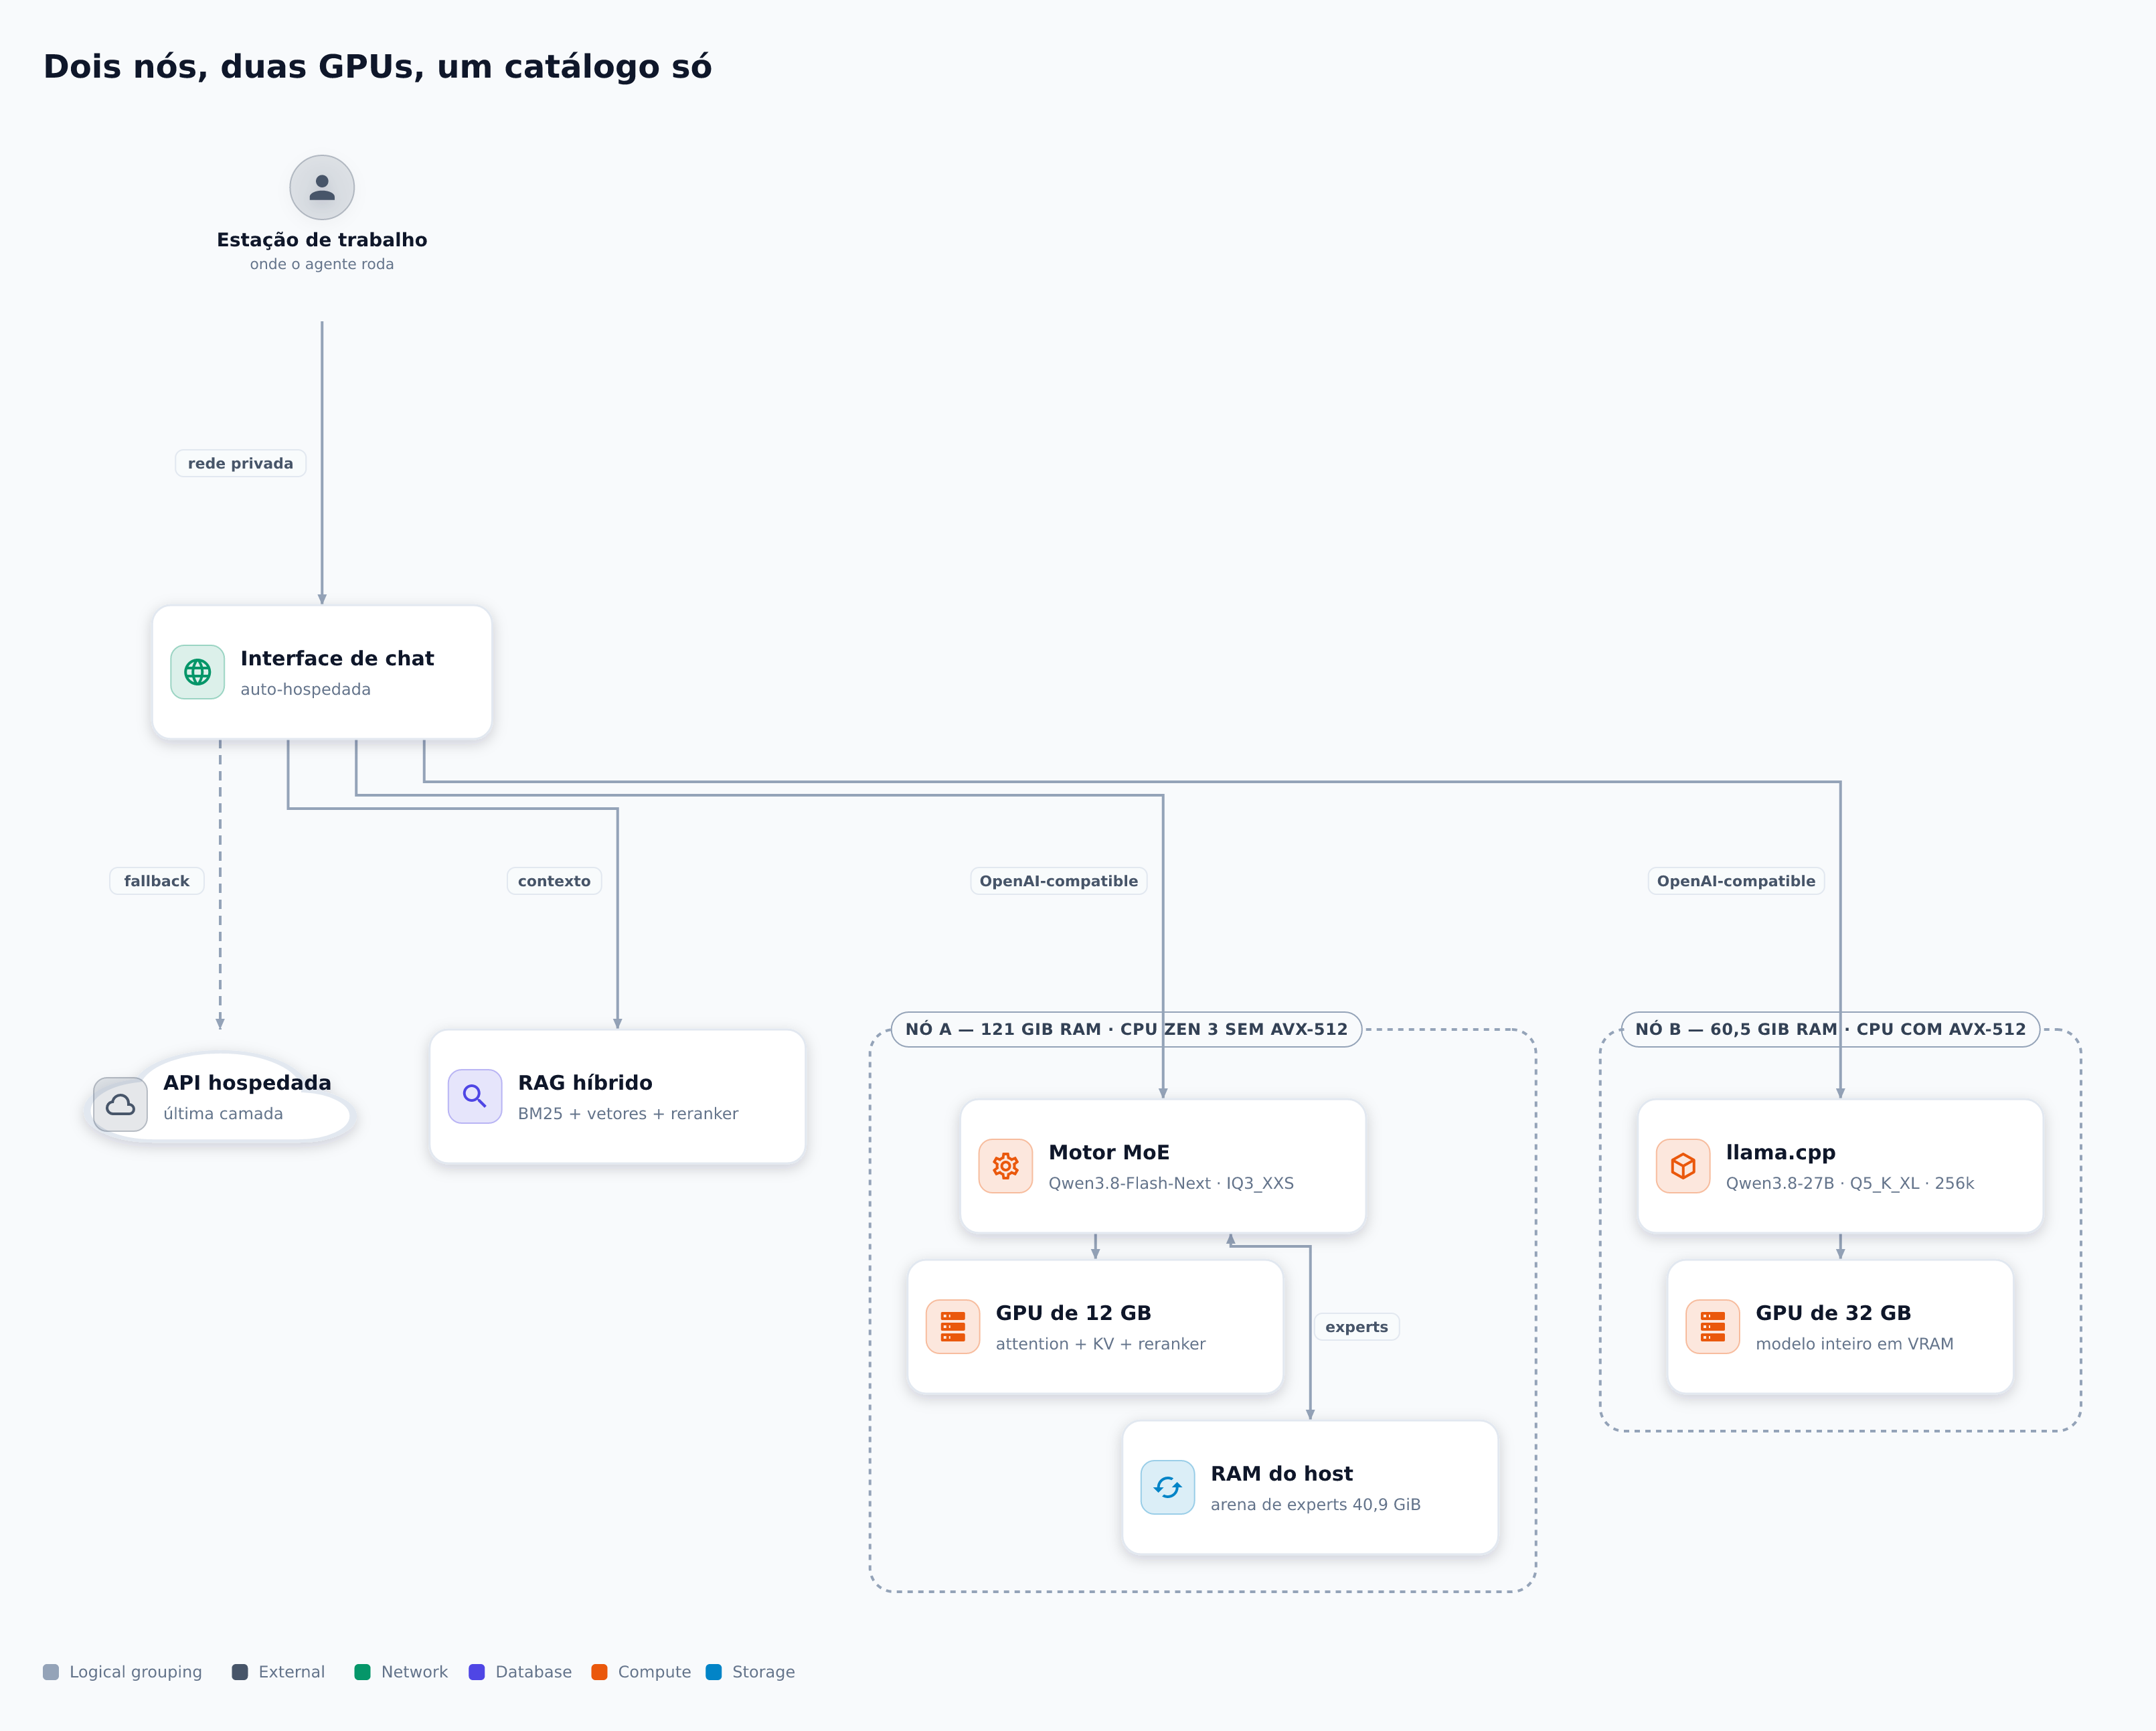 Dois nós, duas GPUs, um catálogo só
Estação de trabalho
onde o agente roda
rede privada
Interface de chat
auto-hospedada
fallback
contexto
OpenAI-compatible
OpenAI-compatible
NÓ A — 121 GIB RAM · CPU ZEN 3 SEM AVX-512
NÓ B — 60,5 GIB RAM · CPU COM AVX-512
API hospedada
última camada
RAG híbrido
BM25 + vetores + reranker
Motor MoE
Qwen3.8-Flash-Next · IQ3_XXS
llama.cpp
Qwen3.8-27B · Q5_K_XL · 256k
GPU de 12 GB
attention + KV + reranker
experts
GPU de 32 GB
modelo inteiro em VRAM
RAM do host
arena de experts 40,9 GiB
Logical grouping
External
Network
Database
Compute
Storage